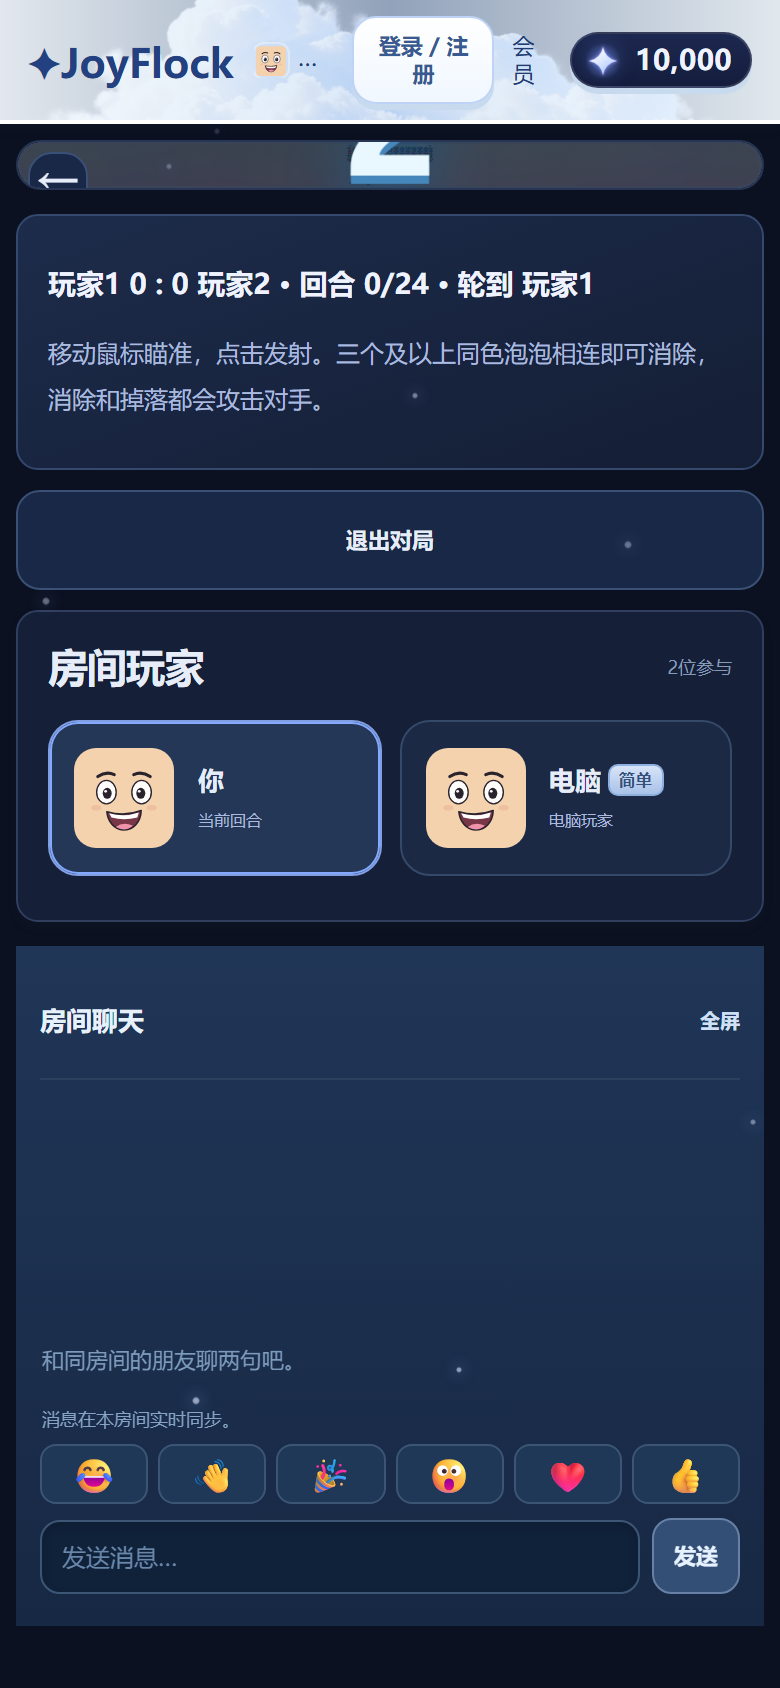 ✦JoyFlock
...
登录 / 注
册
会
员
10,000
←
2
玩家1 0 : 0 玩家2 • 回合 0/24 • 轮到 玩家1
移动鼠标瞄准，点击发射。三个及以上同色泡泡相连即可消除，
消除和掉落都会攻击对手。
退出对局
房间玩家
2位参与
你
当前回合
电脑 简单
电脑玩家
房间聊天
全屏
和同房间的朋友聊两句吧。
消息在本房间实时同步。
发送消息...
发送